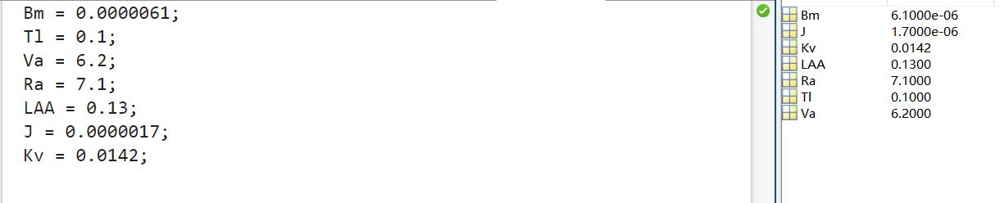 Bm = 0.0000061;
Tl = 0.1;
Va = 6.2;
Ra = 7.1;
LAA = 0.13;
J = 0.0000017;
Kv = 0.0142;
Bm 6.1000e-06
J 1.7000e-06
Kv 0.0142
LAA 0.1300
Ra 7.1000
Tl 0.1000
Va 6.2000